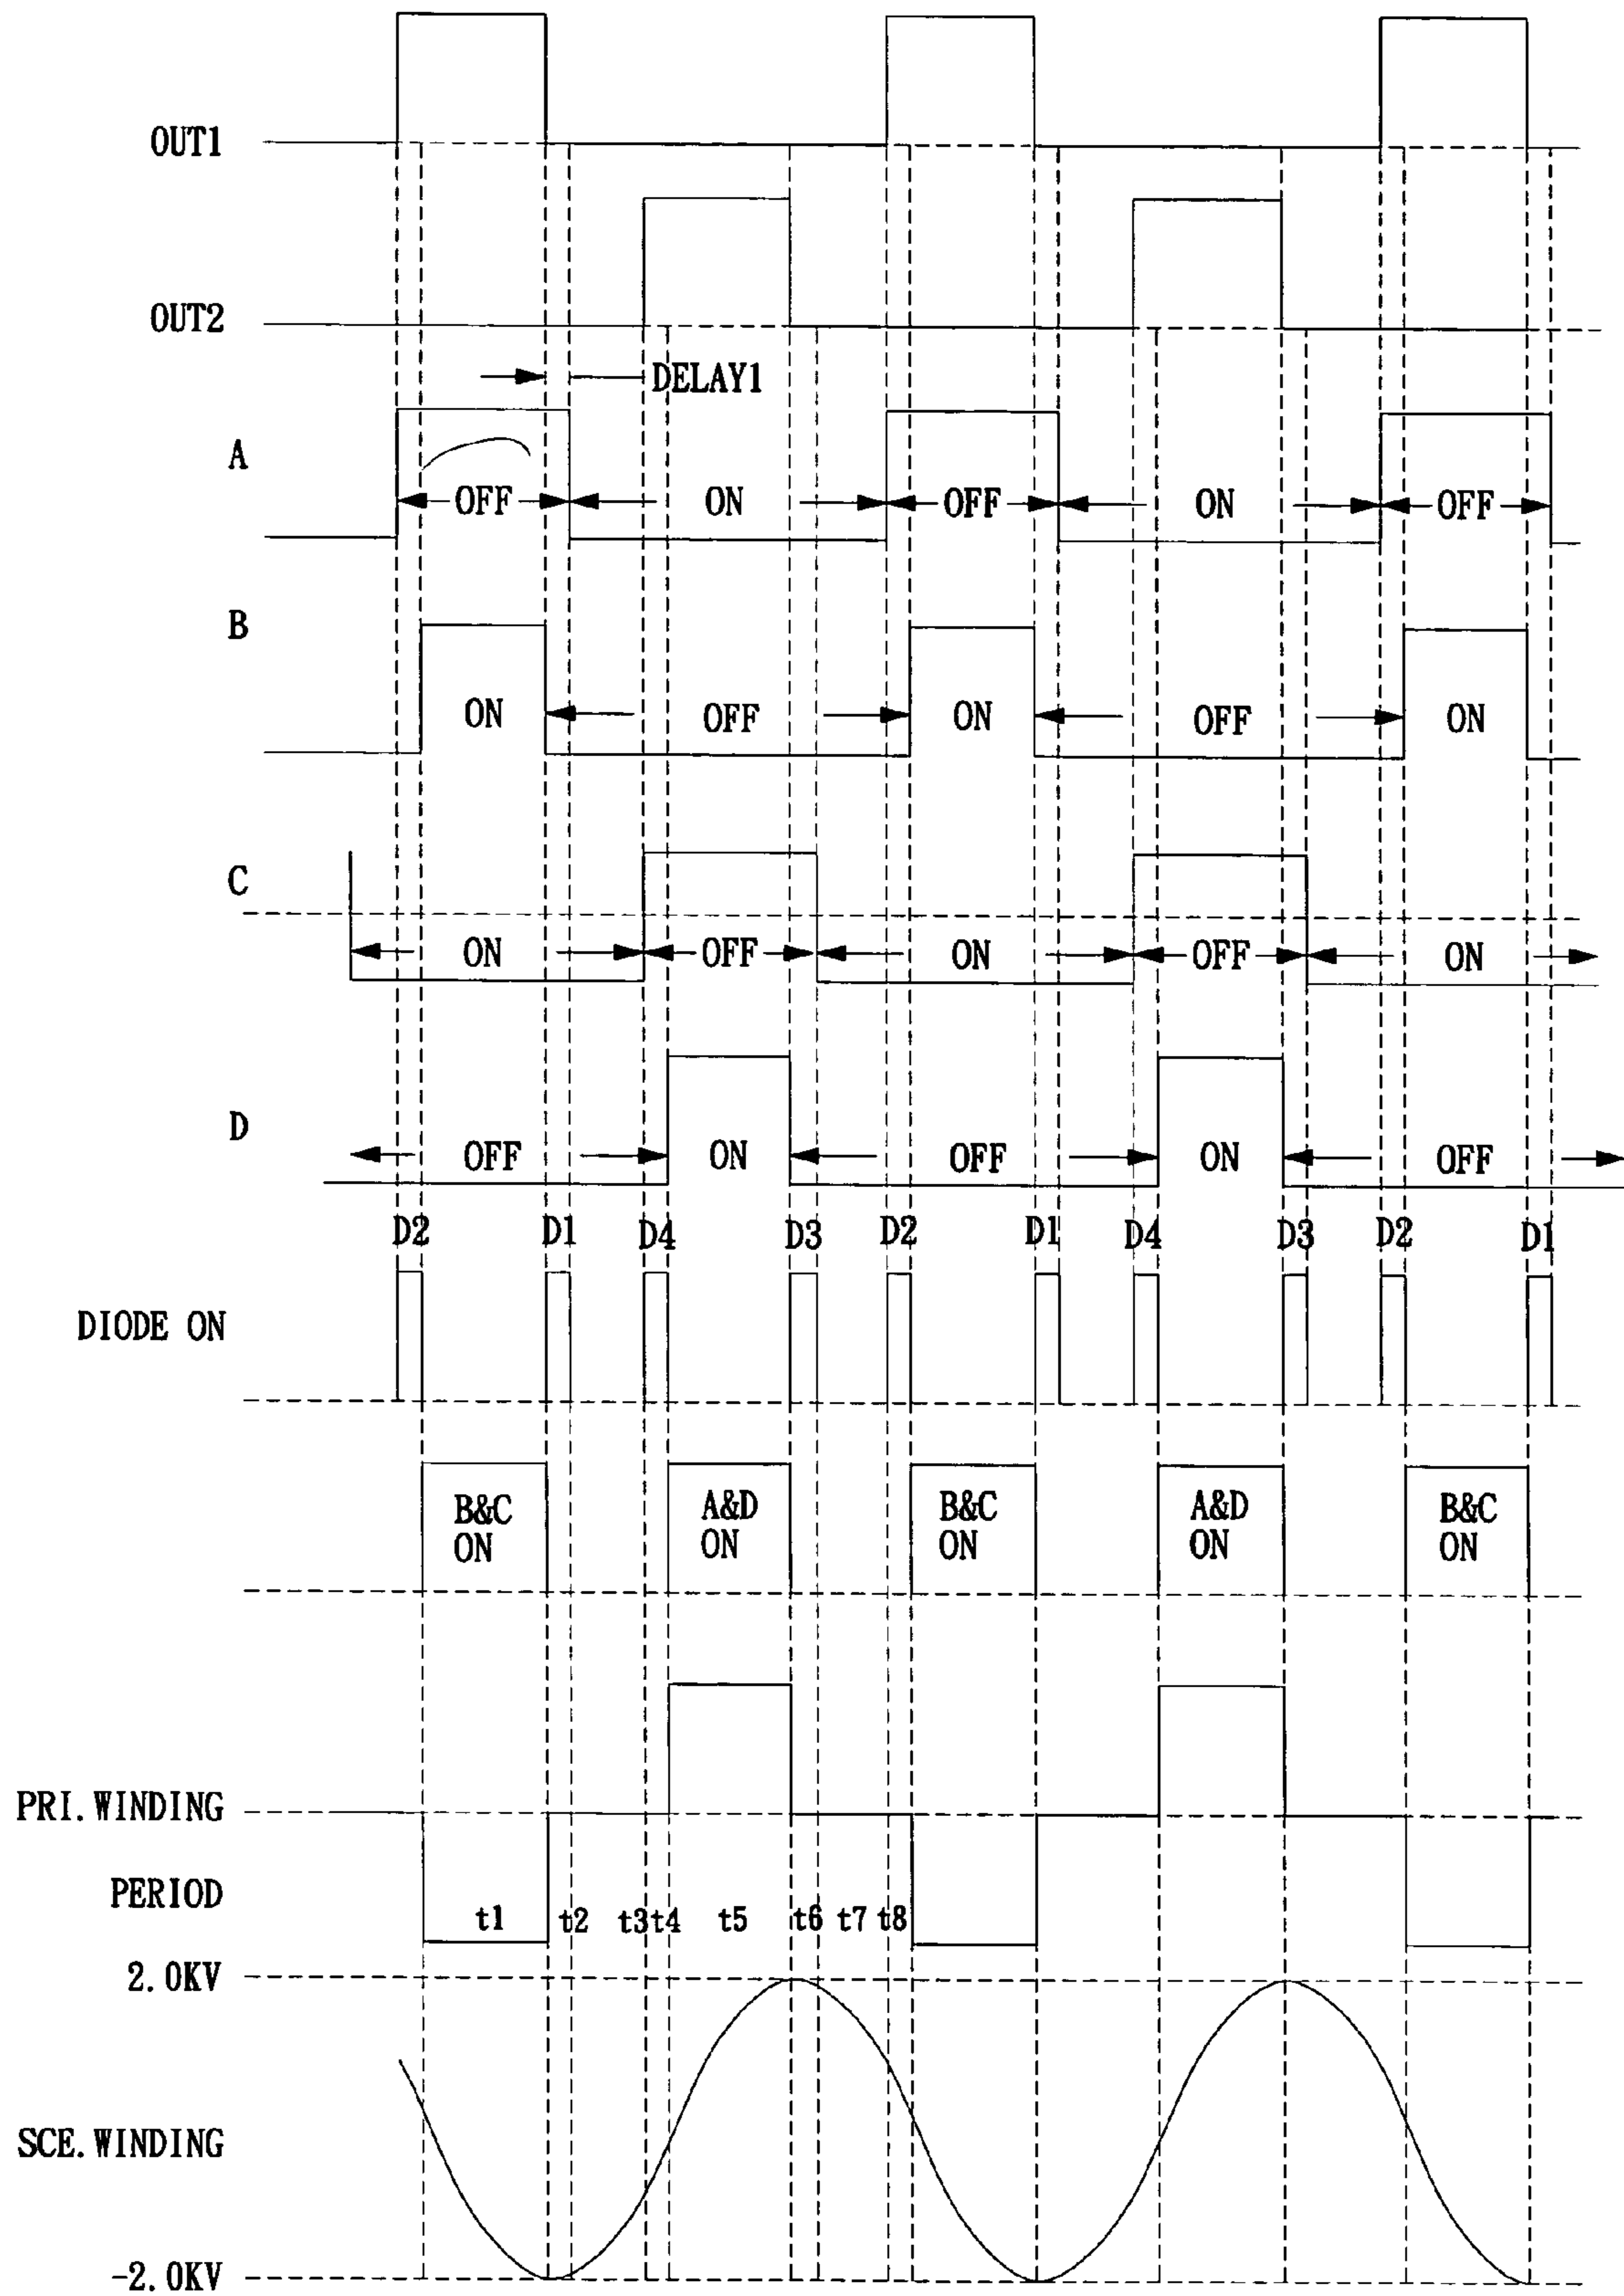 OUT1
OUT2
DELAY1
A
OFF ON OFF ON OFF
B
ON OFF ON OFF ON
C
ON OFF ON OFF ON
D
OFF ON OFF ON OFF
D2 D1 D4 D3 D2 D1 D4 D3 D2 D1
DIODE ON
B&C A&D B&C A&D B&C
ON ON ON ON ON
PRI.WINDING
PERIOD
t1 t2 t3 t4 t5 t6 t7 t8
2.0KV
SCE.WINDING
-2.0KV